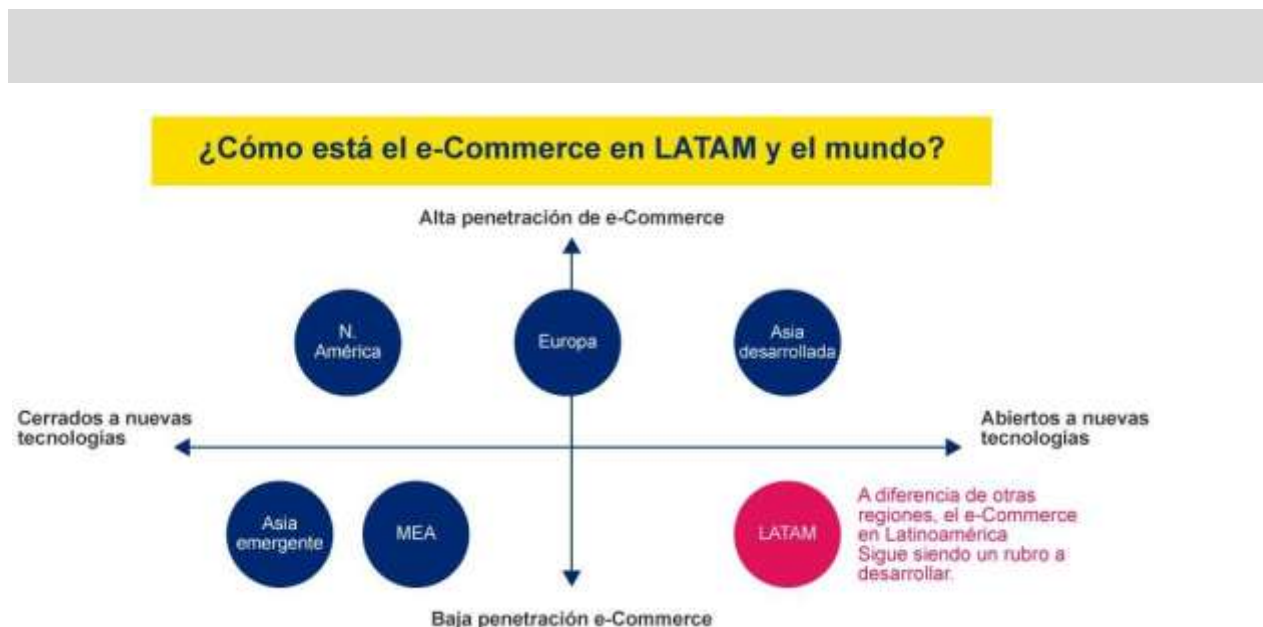 ¿Cómo está el e-Commerce en LATAM y el mundo?
Alta penetración de e-Commerce
N.
América
Europa
Asia
desarrollada
Cerrados a nuevas
tecnologías
Abiertos a nuevas
tecnologías
Asia
emergente
MEA
LATAM
A diferencia de otras
regiones, el e-Commerce
en Latinoamérica
Sigue siendo un rubro a
desarrollar.
Baja penetración e-Commerce